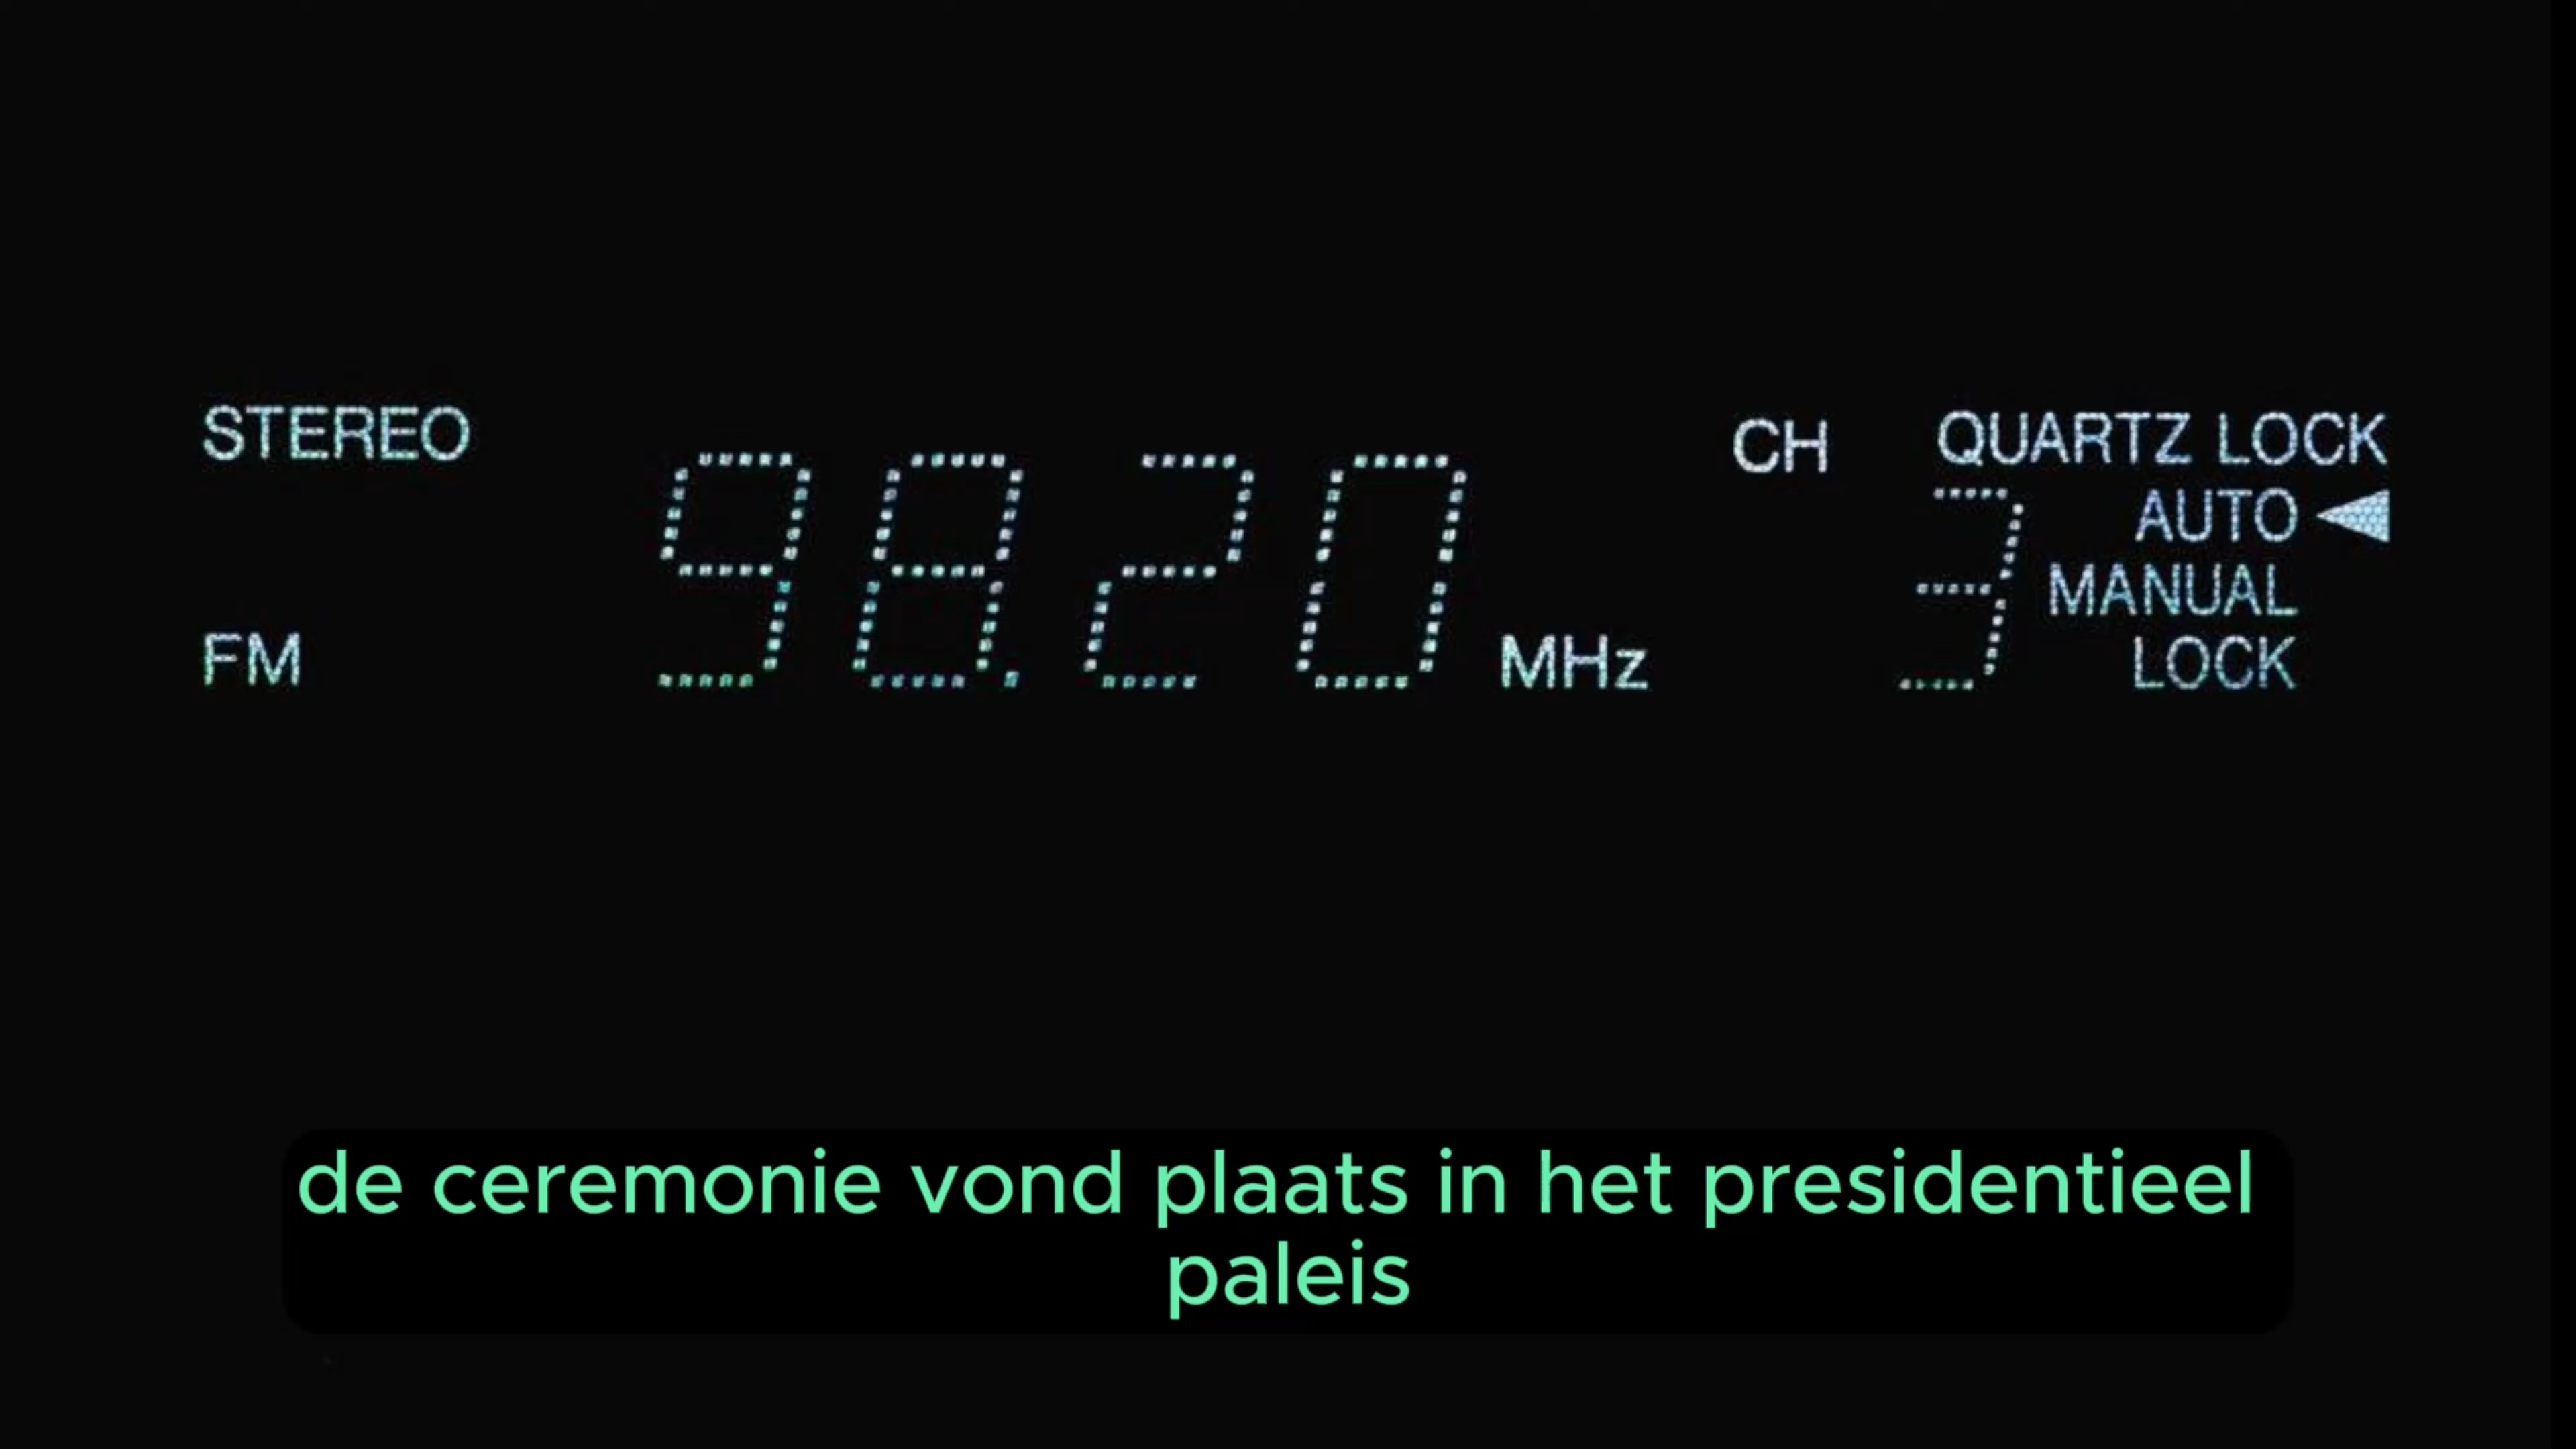 STEREO
FM
98.20 MHz
CH 3
QUARTZ LOCK
AUTO
MANUAL
LOCK
de ceremonie vond plaats in het presidentieel
paleis